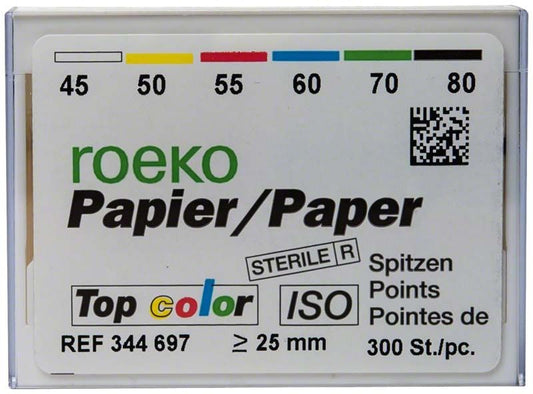 45 50 55 60 70 80
roeko
Papier/Paper
STERILE R
Spitzen
Points
Pointes de
Top color
ISO
REF 344 697
≥ 25 mm
300 St./pc.